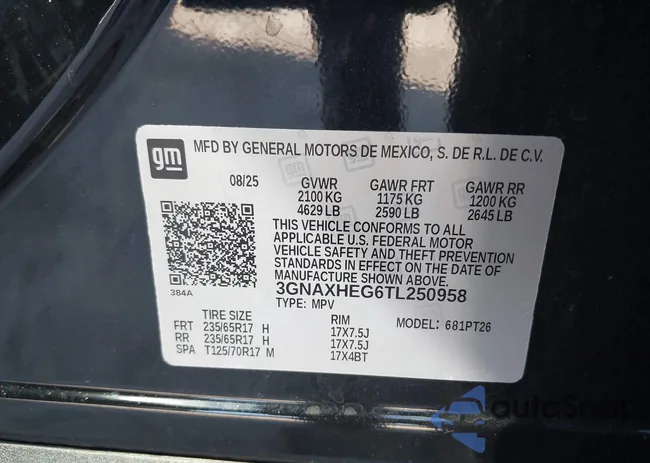 gm
MFD BY GENERAL MOTORS DE MEXICO, S. DE R.L. DE C.V.
08/25 GVWR GAWR FRT GAWR RR
2100 KG 1175 KG 1200 KG
4629 LB 2590 LB 2645 LB
THIS VEHICLE CONFORMS TO ALL
APPLICABLE U.S. FEDERAL MOTOR
VEHICLE SAFETY AND THEFT PREVENTION
STANDARDS IN EFFECT ON THE DATE OF
MANUFACTURE SHOWN ABOVE.
384A
3GNAXHEG6TL250958
TYPE: MPV
TIRE SIZE RIM MODEL: 681PT26
FRT 235/65R17 H 17X7.5J
RR 235/65R17 H 17X7.5J
SPA T125/70R17 M 17X4BT
autoSnap